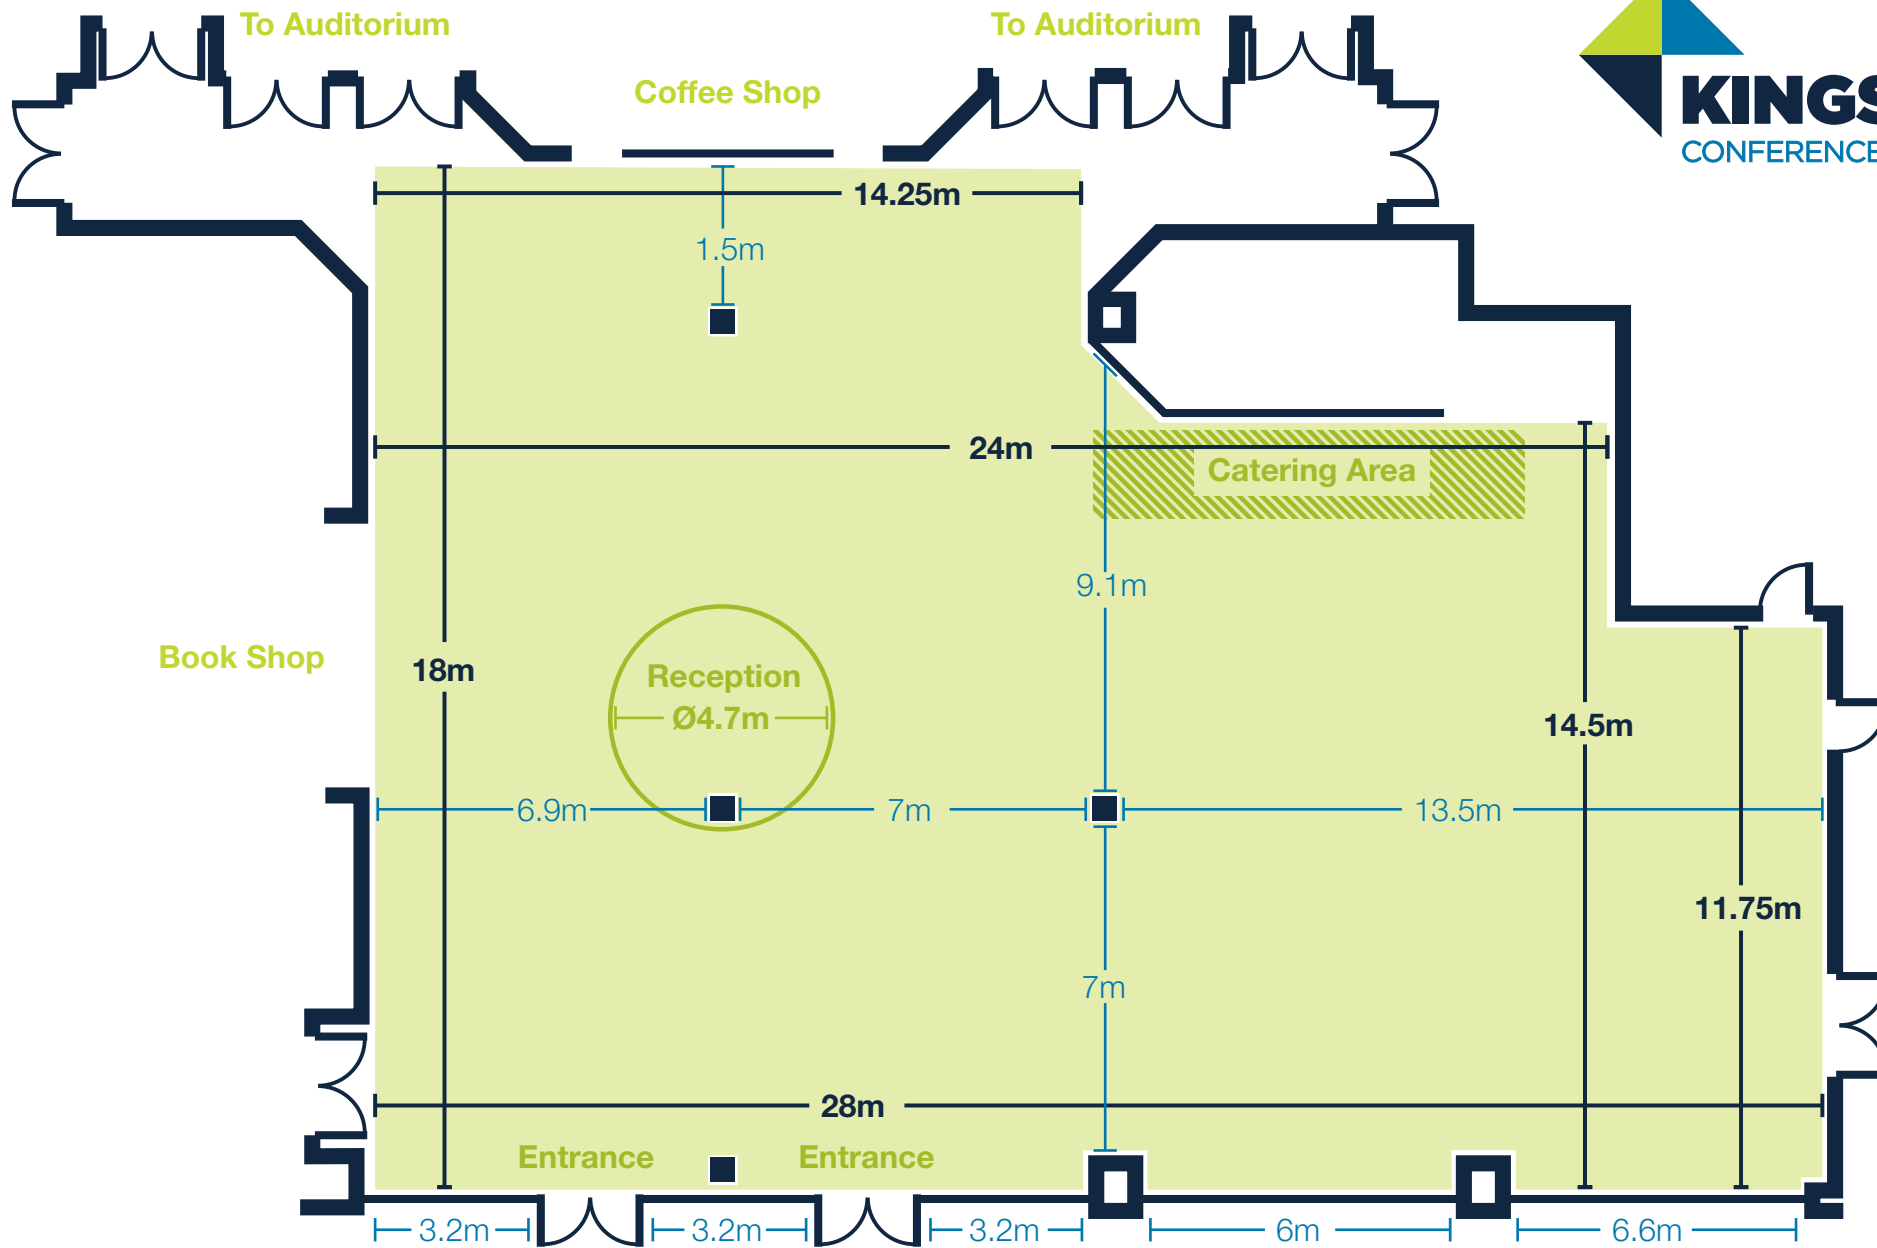 To Auditorium
To Auditorium
Coffee Shop
KINGS
CONFERENCE
14.25m
1.5m
24m
Catering Area
9.1m
Book Shop
18m
Reception
Ø4.7m
14.5m
6.9m
7m
13.5m
11.75m
7m
28m
Entrance
Entrance
3.2m
3.2m
3.2m
6m
6.6m